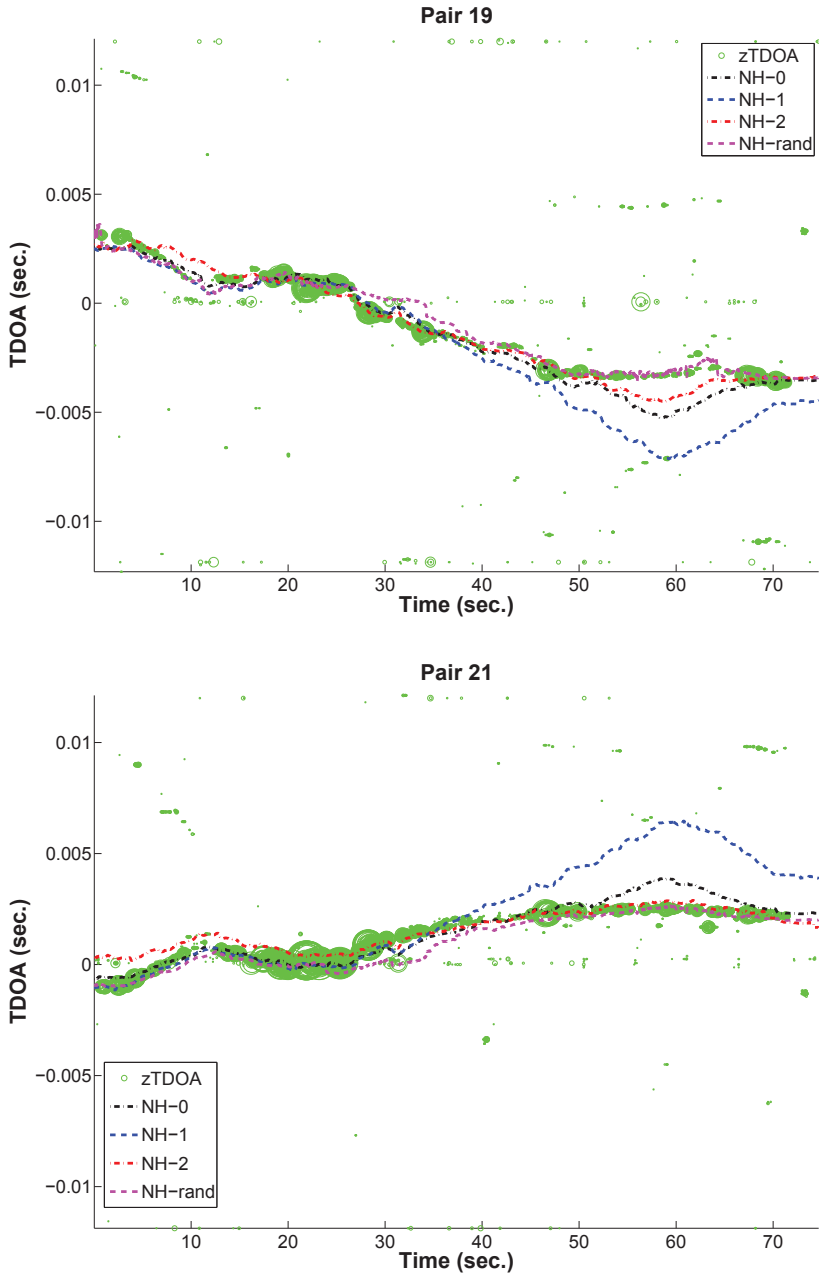 Pair 19
0.01
0.005
0
−0.005
−0.01
TDOA (sec.)
zTDOA
NH−0
NH−1
NH−2
NH−rand
10 20 30 40 50 60 70
Time (sec.)
Pair 21
0.01
0.005
0
−0.005
−0.01
TDOA (sec.)
zTDOA
NH−0
NH−1
NH−2
NH−rand
10 20 30 40 50 60 70
Time (sec.)